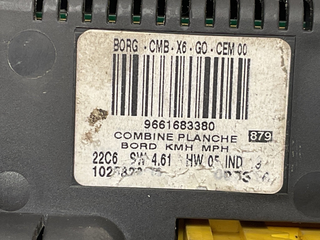 BORG - CMB - X6 - GO - CEM 00
9661683380
COMBINE PLANCHE 879
BORD KMH MPH
22C6 SW 4.61 HW 05 IND